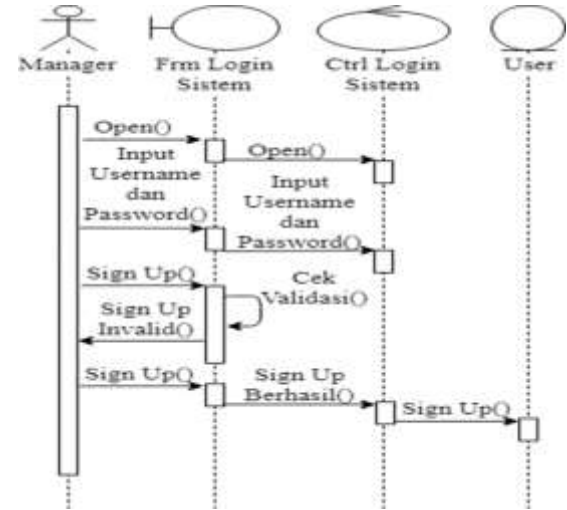 Manager
Frm Login
Sistem
Ctrl Login
Sistem
User
Open()
Open()
Input
Username
dan
Password()
Input
Username
dan
Password()
Sign Up()
Cek
Validasi()
Sign Up
Invalid()
Sign Up()
Sign Up
Berhasil()
Sign Up()